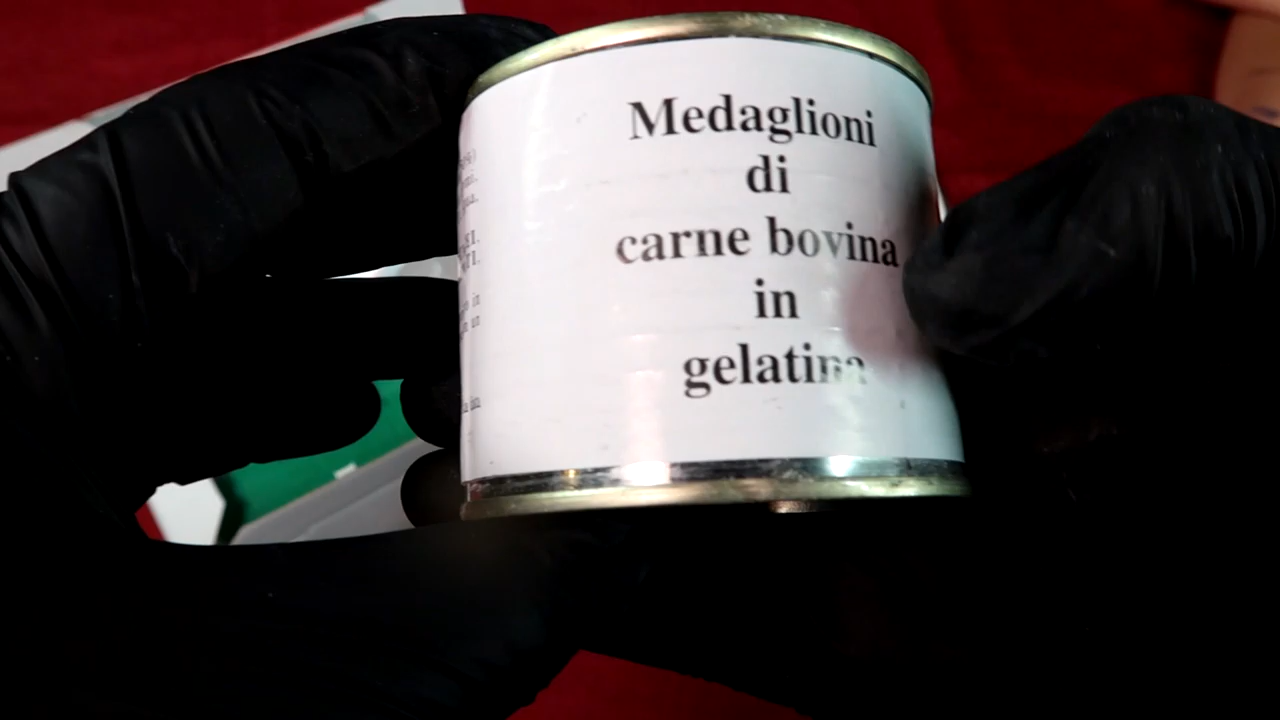 Medaglioni
di
carne bovina
in
gelatina